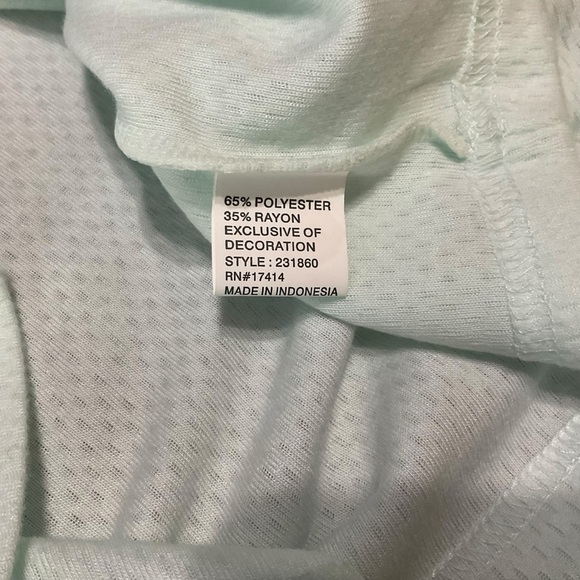 65% POLYESTER
35% RAYON
EXCLUSIVE OF
DECORATION
STYLE : 231860
RN#17414
MADE IN INDONESIA